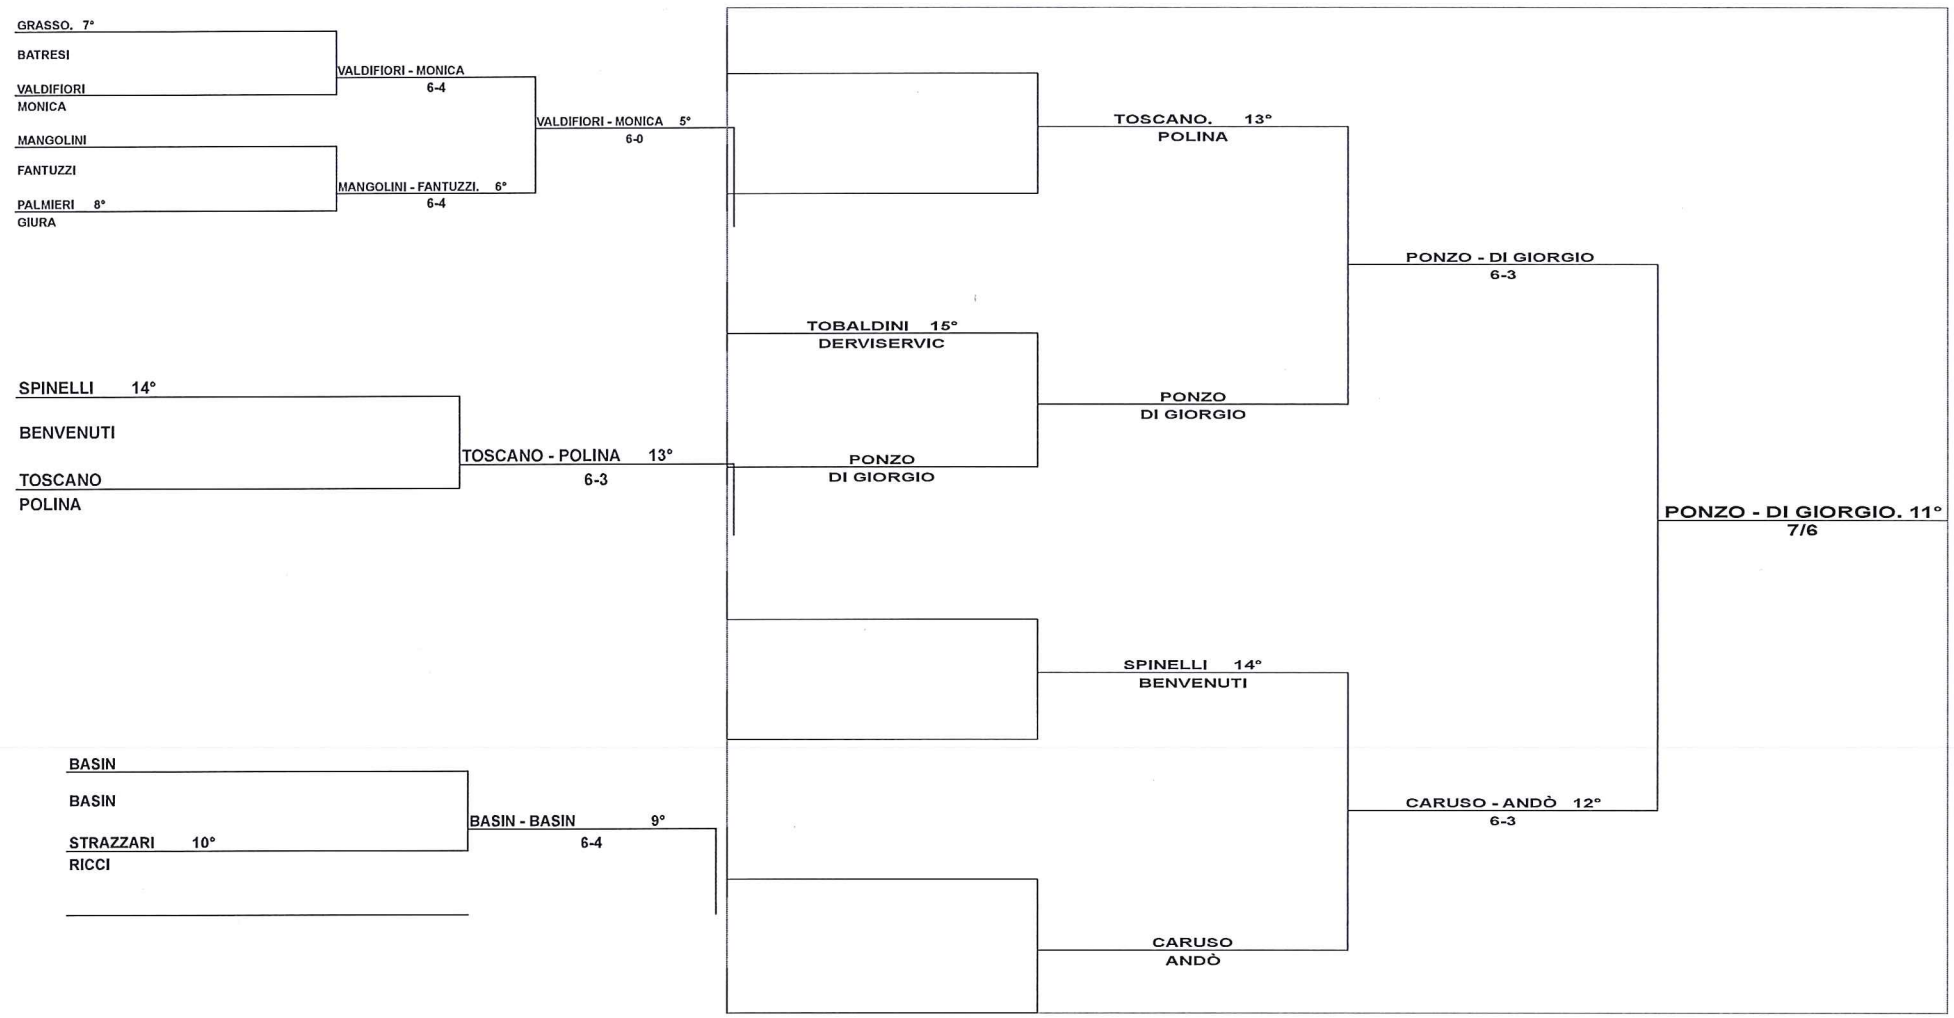 GRASSO. 7°
BATRESI
VALDIFIORI
MONICA
MANGOLINI
FANTUZZI
PALMIERI 8°
GIURA
VALDIFIORI - MONICA
6-4
MANGOLINI - FANTUZZI. 6°
6-4
VALDIFIORI - MONICA 5°
6-0
SPINELLI 14°
BENVENUTI
TOSCANO
POLINA
TOSCANO - POLINA 13°
6-3
BASIN
BASIN
STRAZZARI 10°
RICCI
BASIN - BASIN 9°
6-4
TOBALDINI 15°
DERVISERVIC
PONZO
DI GIORGIO
TOSCANO. 13°
POLINA
PONZO
DI GIORGIO
SPINELLI 14°
BENVENUTI
CARUSO
ANDÒ
PONZO - DI GIORGIO
6-3
CARUSO - ANDÒ 12°
6-3
PONZO - DI GIORGIO. 11°
7/6